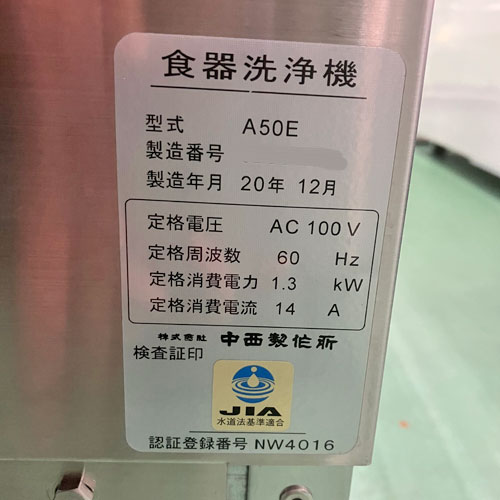 食器洗浄機
型式 A50E
製造番号
製造年月 20年 12月
定格電圧 AC 100 V
定格周波数 60 Hz
定格消費電力 1.3 kW
定格消費電流 14 A
株式会社 中西製作所
検査証印
JIA
水道法基準適合
認証登録番号 NW4016